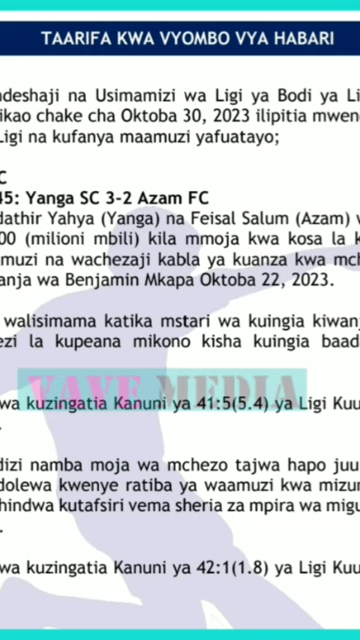 TAARIFA KWA VYOMBO VYA HABARI
ndeshaji na Usimamizi wa Ligi ya Bodi ya Li
ikao chake cha Oktoba 30, 2023 ilipitia mwen
Ligi na kufanya maamuzi yafuatayo;
C
45: Yanga SC 3-2 Azam FC
dathir Yahya (Yanga) na Feisal Salum (Azam) w
00 (milioni mbili) kila mmoja kwa kosa la k
muzi na wachezaji kabla ya kuanza kwa mch
anja wa Benjamin Mkapa Oktoba 22, 2023.
walisimama katika mstari wa kuingia kiwanj
ezi la kupeana mikono kisha kuingia baad
VAVE MEDIA
wa kuzingatia Kanuni ya 41:5(5.4) ya Ligi Kuu
.
dizi namba moja wa mchezo tajwa hapo juu
dolewa kwenye ratiba ya waamuzi kwa mizun
hindwa kutafsiri vema sheria za mpira wa migu
.
wa kuzingatia Kanuni ya 42:1(1.8) ya Ligi Kuu